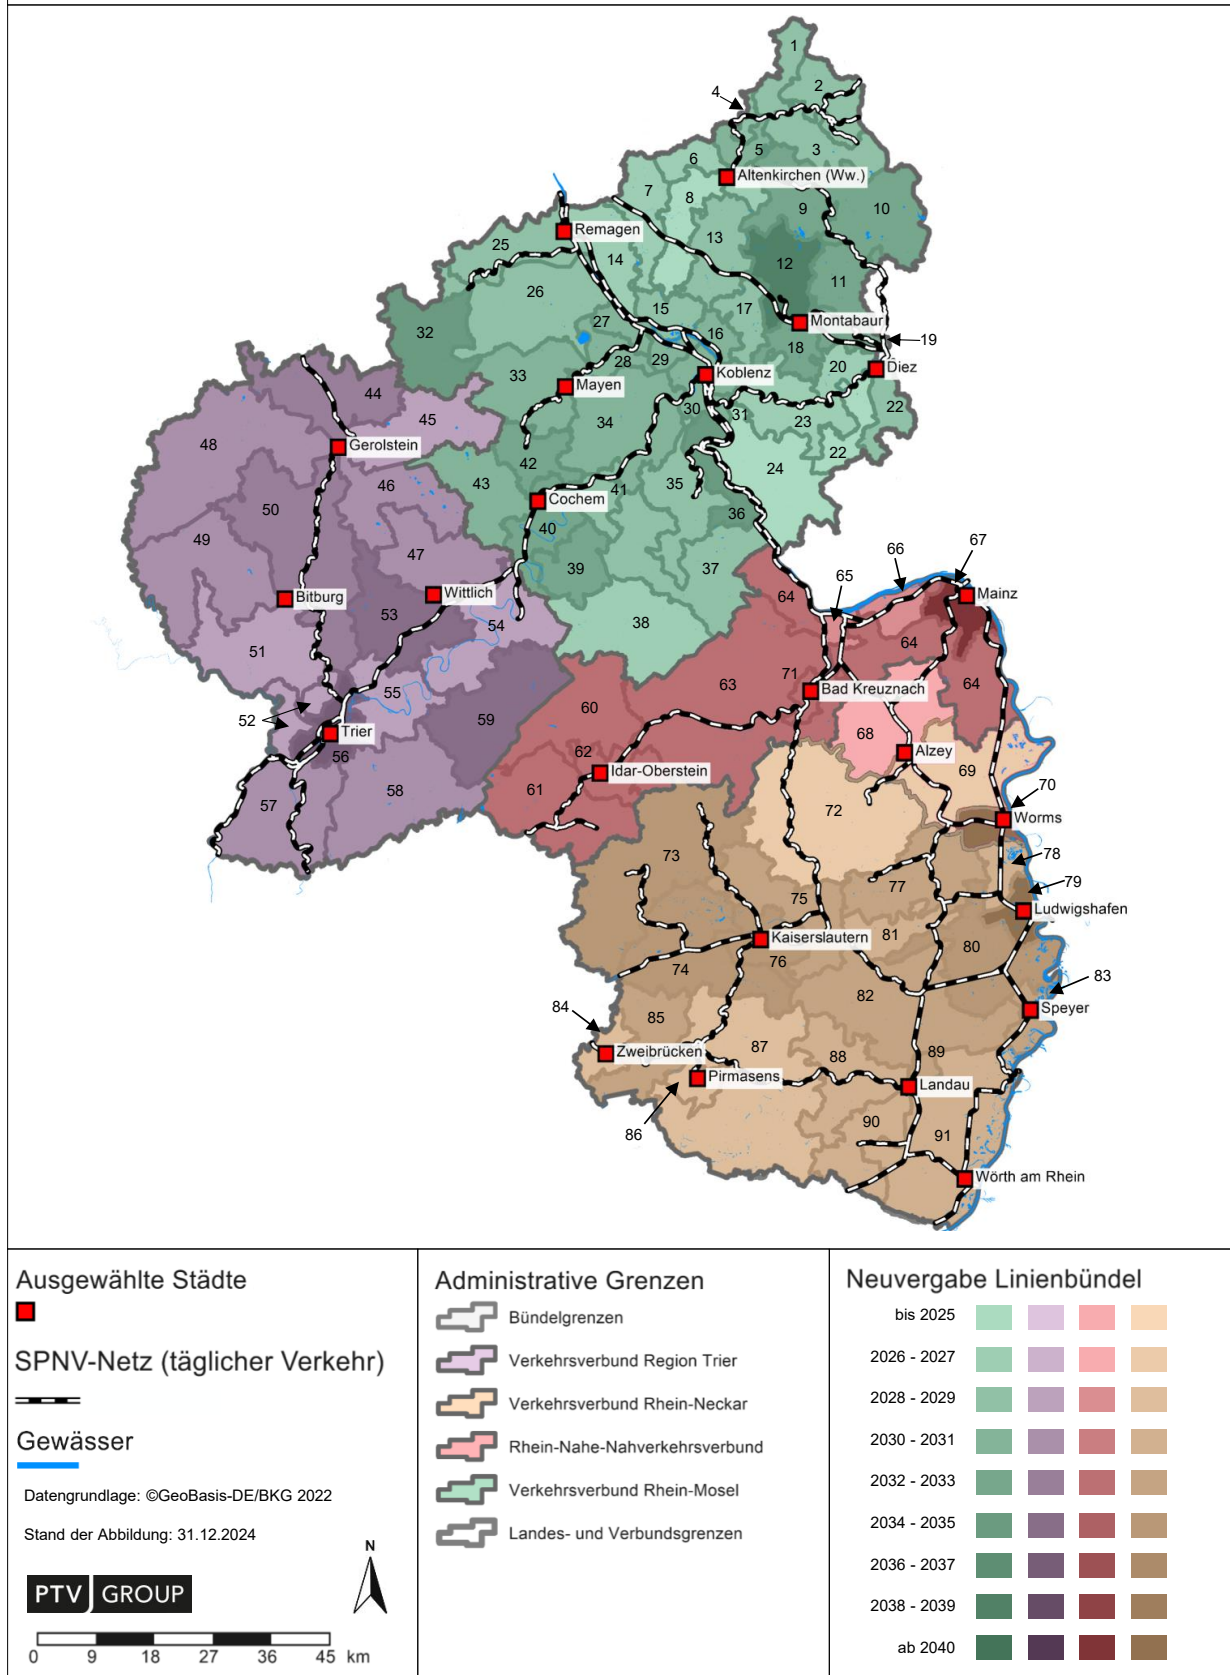 1
2
4
5
3
6
Altenkirchen (Ww.)
7
8
9
10
Remagen
13
25
14
12
26
11
15
17
27
16
Montabaur
32
18
19
28
29
20
Diez
33
Koblenz
44
Mayen
30
31
22
45
34
23
48
Gerolstein
22
42
24
46
43
41
35
50
Cochem
36
49
40
66
67
47
39
37
65
64
Bitburg
Wittlich
Mainz
53
54
38
64
51
71
63
55
Bad Kreuznach
64
60
52
59
68
Trier
62
Alzey
56
Idar-Oberstein
69
58
61
70
57
72
Worms
73
78
77
79
75
Ludwigshafen
81
Kaiserslautern
80
76
74
83
82
84
85
Speyer
Zweibrücken
87
88
89
Pirmasens
Landau
90
86
91
Wörth am Rhein
Ausgewählte Städte
SPNV-Netz (täglicher Verkehr)
Gewässer
Datengrundlage: ©GeoBasis-DE/BKG 2022
Stand der Abbildung: 31.12.2024
N
PTV GROUP
0 9 18 27 36 45 km
Administrative Grenzen
Bündelgrenzen
Verkehrsverbund Region Trier
Verkehrsverbund Rhein-Neckar
Rhein-Nahe-Nahverkehrsverbund
Verkehrsverbund Rhein-Mosel
Landes- und Verbundsgrenzen
Neuvergabe Linienbündel
bis 2025
2026 - 2027
2028 - 2029
2030 - 2031
2032 - 2033
2034 - 2035
2036 - 2037
2038 - 2039
ab 2040